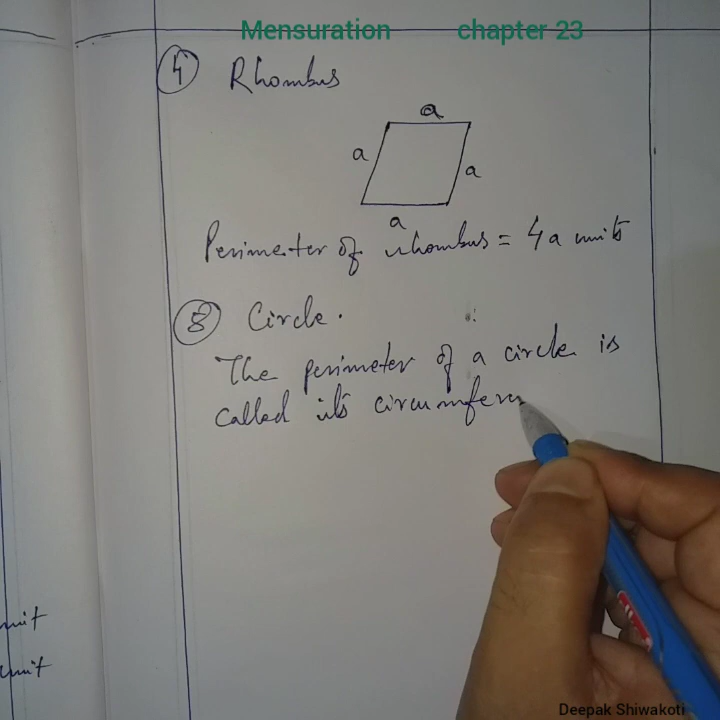 Mensuration chapter 23
4 Rhombus
a
a a
a
Perimeter of rhombus = 4a units
8 Circle.
The perimeter of a circle is
called its circumferen
unit
unit
Deepak Shiwakoti